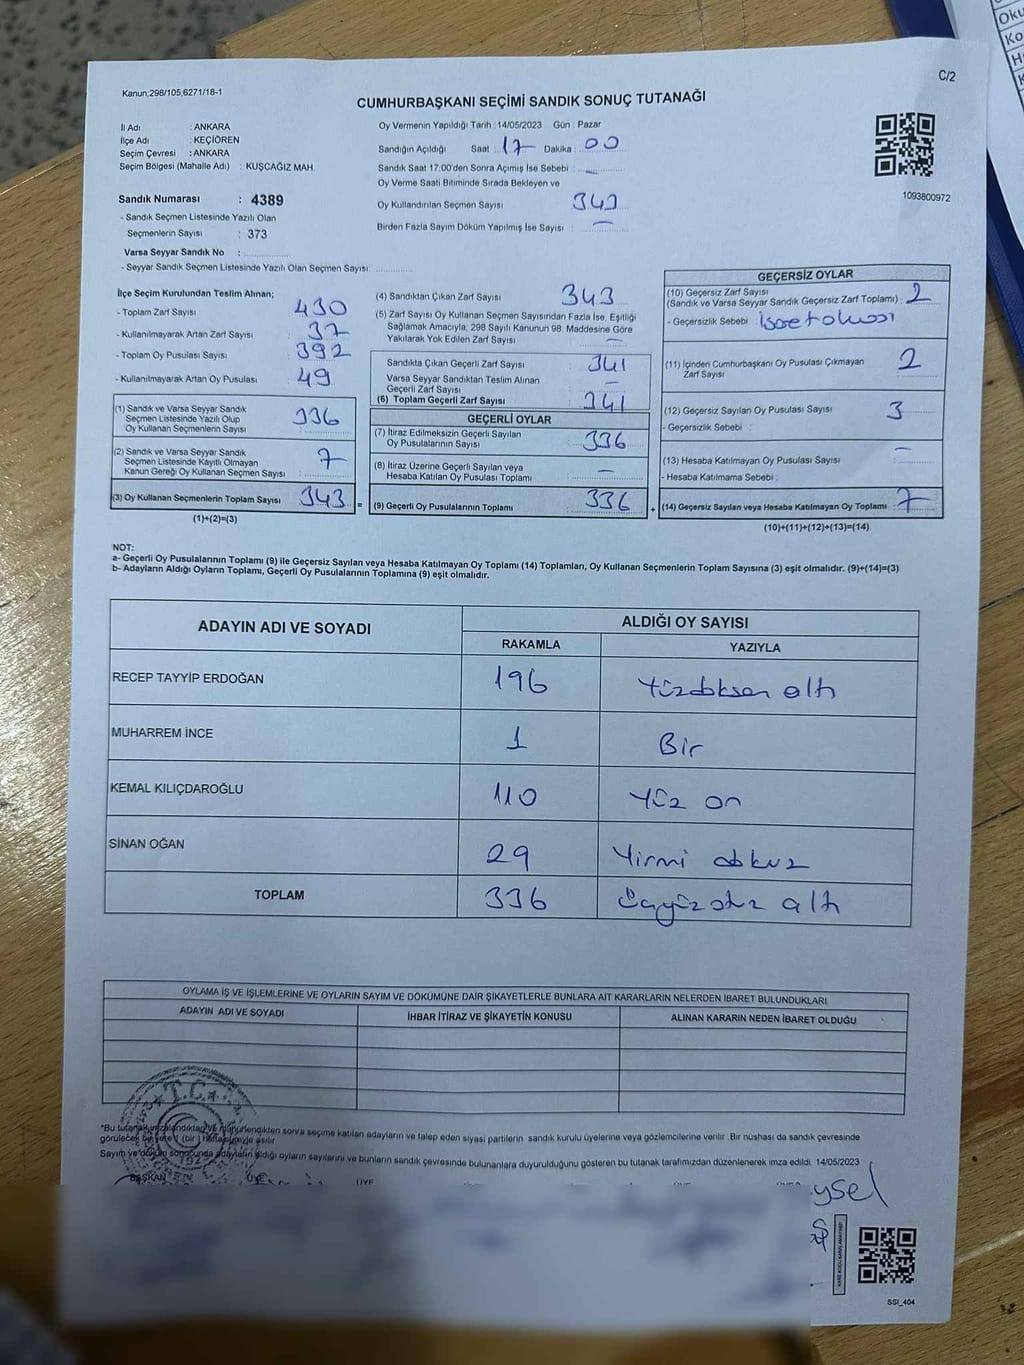 Kanun;298/105,6271/18-1
C/2
CUMHURBAŞKANI SEÇİMİ SANDIK SONUÇ TUTANAĞI
İl Adı : ANKARA
İlçe Adı : KEÇİÖREN
Seçim Çevresi : ANKARA
Seçim Bölgesi (Mahalle Adı) : KUŞCAĞIZ MAH.
Sandık Numarası : 4389
- Sandık Seçmen Listesinde Yazılı Olan
Seçmenlerin Sayısı : 373
Varsa Seyyar Sandık No :
- Seyyar Sandık Seçmen Listesinde Yazılı Olan Seçmen Sayısı:
Oy Vermenin Yapıldığı Tarih : 14/05/2023 Gün : Pazar
Sandığın Açıldığı Saat : 17 Dakika : 00
Sandık Saat 17:00'den Sonra Açımış İse Sebebi : —
Oy Verme Saati Bitiminde Sırada Bekleyen ve
Oy Kullandırılan Seçmen Sayısı 343
Birden Fazla Sayım Döküm Yapılmış İse Sayısı : —
1093800972
İlçe Seçim Kurulundan Teslim Alınan;
- Toplam Zarf Sayısı : 430
- Kullanılmayarak Artan Zarf Sayısı : 37
- Toplam Oy Pusulası Sayısı : 392
- Kullanılmayarak Artan Oy Pusulası : 49
(1) Sandık ve Varsa Seyyar Sandık
Seçmen Listesinde Yazılı Olup
Oy Kullanan Seçmenlerin Sayısı : 336
(2) Sandık ve Varsa Seyyar Sandık
Seçmen Listesinde Kayıtlı Olmayan
Kanun Gereği Oy Kullanan Seçmen Sayısı : 7
(3) Oy Kullanan Seçmenlerin Toplam Sayısı : 343 =
(1)+(2)=(3)
(4) Sandıktan Çıkan Zarf Sayısı : 343
(5) Zarf Sayısı Oy Kullanan Seçmen Sayısından Fazla İse, Eşitliği
Sağlamak Amacıyla; 298 Sayılı Kanunun 98. Maddesine Göre
Yakılarak Yok Edilen Zarf Sayısı : —
Sandıkta Çıkan Geçerli Zarf Sayısı : 341
Varsa Seyyar Sandıktan Teslim Alınan
Geçerli Zarf Sayısı : —
(6) Toplam Geçerli Zarf Sayısı : 341
GEÇERLİ OYLAR
(7) İtiraz Edilmeksizin Geçerli Sayılan
Oy Pusulalarının Sayısı : 336
(8) İtiraz Üzerine Geçerli Sayılan veya
Hesaba Katılan Oy Pusulası Toplamı : —
(9) Geçerli Oy Pusulalarının Toplamı : 336 +
GEÇERSİZ OYLAR
(10) Geçersiz Zarf Sayısı
(Sandık ve Varsa Seyyar Sandık Geçersiz Zarf Toplamı) : 2
- Geçersizlik Sebebi : işaret olması
(11) İçinden Cumhurbaşkanı Oy Pusulası Çıkmayan
Zarf Sayısı : 2
(12) Geçersiz Sayılan Oy Pusulası Sayısı : 3
- Geçersizlik Sebebi :
(13) Hesaba Katılmayan Oy Pusulası Sayısı : —
- Hesaba Katılmama Sebebi :
(14) Geçersiz Sayılan veya Hesaba Katılmayan Oy Toplamı : 7
(10)+(11)+(12)+(13)=(14)
NOT:
a- Geçerli Oy Pusulalarının Toplamı (9) ile Geçersiz Sayılan veya Hesaba Katılmayan Oy Toplamı (14) Toplamları, Oy Kullanan Seçmenlerin Toplam Sayısına (3) eşit olmalıdır. (9)+(14)=(3)
b- Adayların Aldığı Oyların Toplamı, Geçerli Oy Pusulalarının Toplamına (9) eşit olmalıdır.
ADAYIN ADI VE SOYADI ALDIĞI OY SAYISI
RAKAMLA YAZIYLA
RECEP TAYYİP ERDOĞAN 196 Yüzdoksan altı
MUHARREM İNCE 1 Bir
KEMAL KILIÇDAROĞLU 110 Yüz on
SİNAN OĞAN 29 Yirmi dokuz
TOPLAM 336 Üçyüzotuz altı
OYLAMA İŞ VE İŞLEMLERİNE VE OYLARIN SAYIM VE DÖKÜMÜNE DAİR ŞİKAYETLERLE BUNLARA AİT KARARLARIN NELERDEN İBARET BULUNDUKLARI
ADAYIN ADI VE SOYADI İHBAR İTİRAZ VE ŞİKAYETİN KONUSU ALINAN KARARIN NEDEN İBARET OLDUĞU
T.C.
*Bu sonra seçime katılan adayların ve talep eden siyasi partilerin sandık kurulu üyelerine veya gözlemcilerine verilir. Bir nüshası da sandık çevresinde
görülecek bir yere 1 (bir) asılır.
Sayım ve döküm sonucunda adayların aldığı oyların sayılarını ve bunların sandık çevresinde bulunanlara duyurulduğunu gösteren bu tutanak tarafımızdan düzenlenerek imza edildi. 14/05/2023
BAŞKAN ÜYE ÜYE
SSI_404